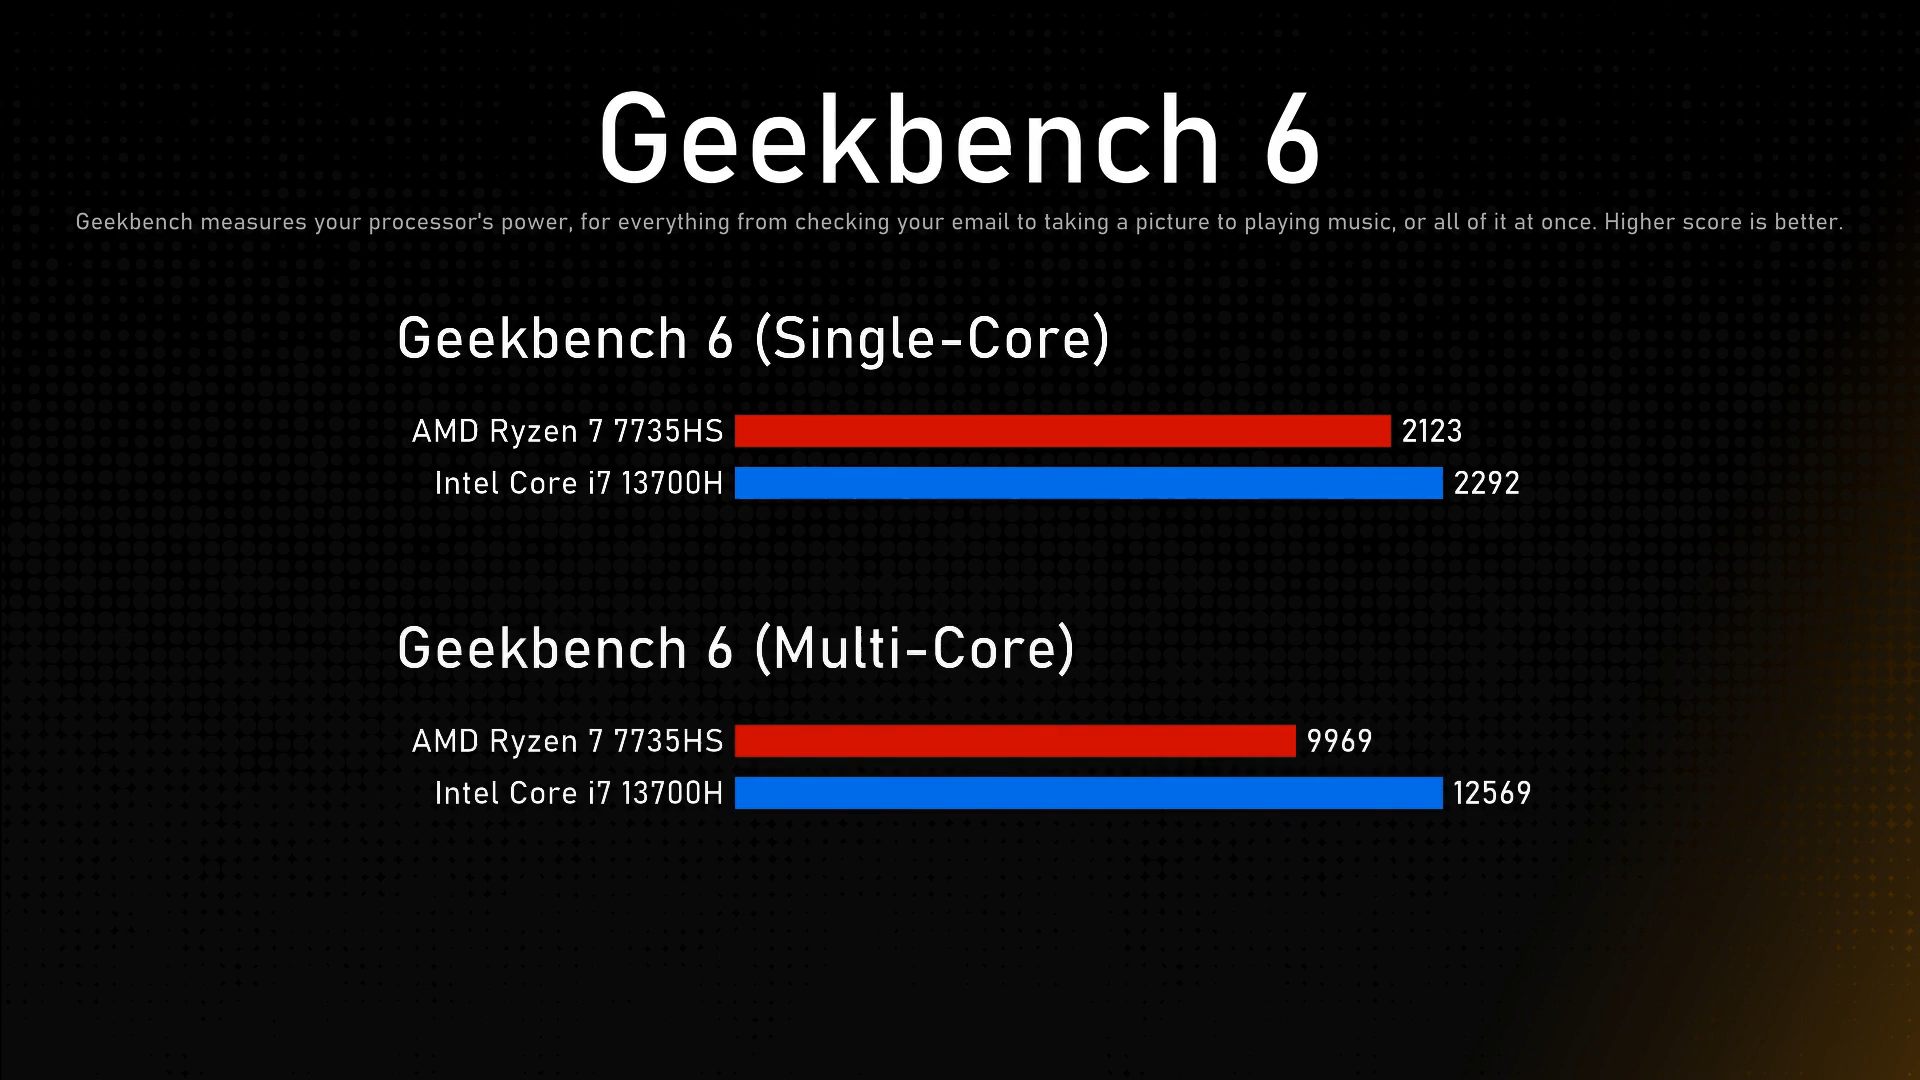 Geekbench 6
Geekbench measures your processor's power, for everything from checking your email to taking a picture to playing music, or all of it at once. Higher score is better.
Geekbench 6 (Single-Core)
AMD Ryzen 7 7735HS 2123
Intel Core i7 13700H 2292
Geekbench 6 (Multi-Core)
AMD Ryzen 7 7735HS 9969
Intel Core i7 13700H 12569